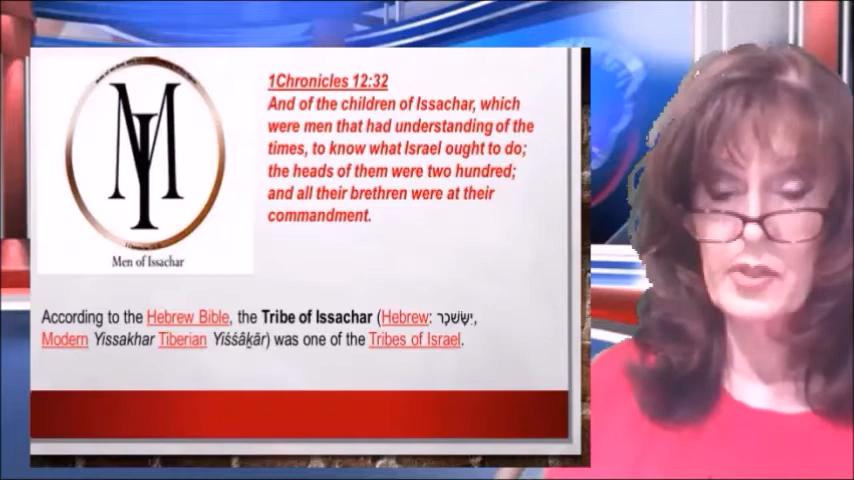 MI
Men of Issachar
1Chronicles 12:32
And of the children of Issachar, which
were men that had understanding of the
times, to know what Israel ought to do;
the heads of them were two hundred;
and all their brethren were at their
commandment.
According to the Hebrew Bible, the Tribe of Issachar (Hebrew: יִשָּׂשכָר,
Modern Yissakhar Tiberian Yiśśâḵār) was one of the Tribes of Israel.